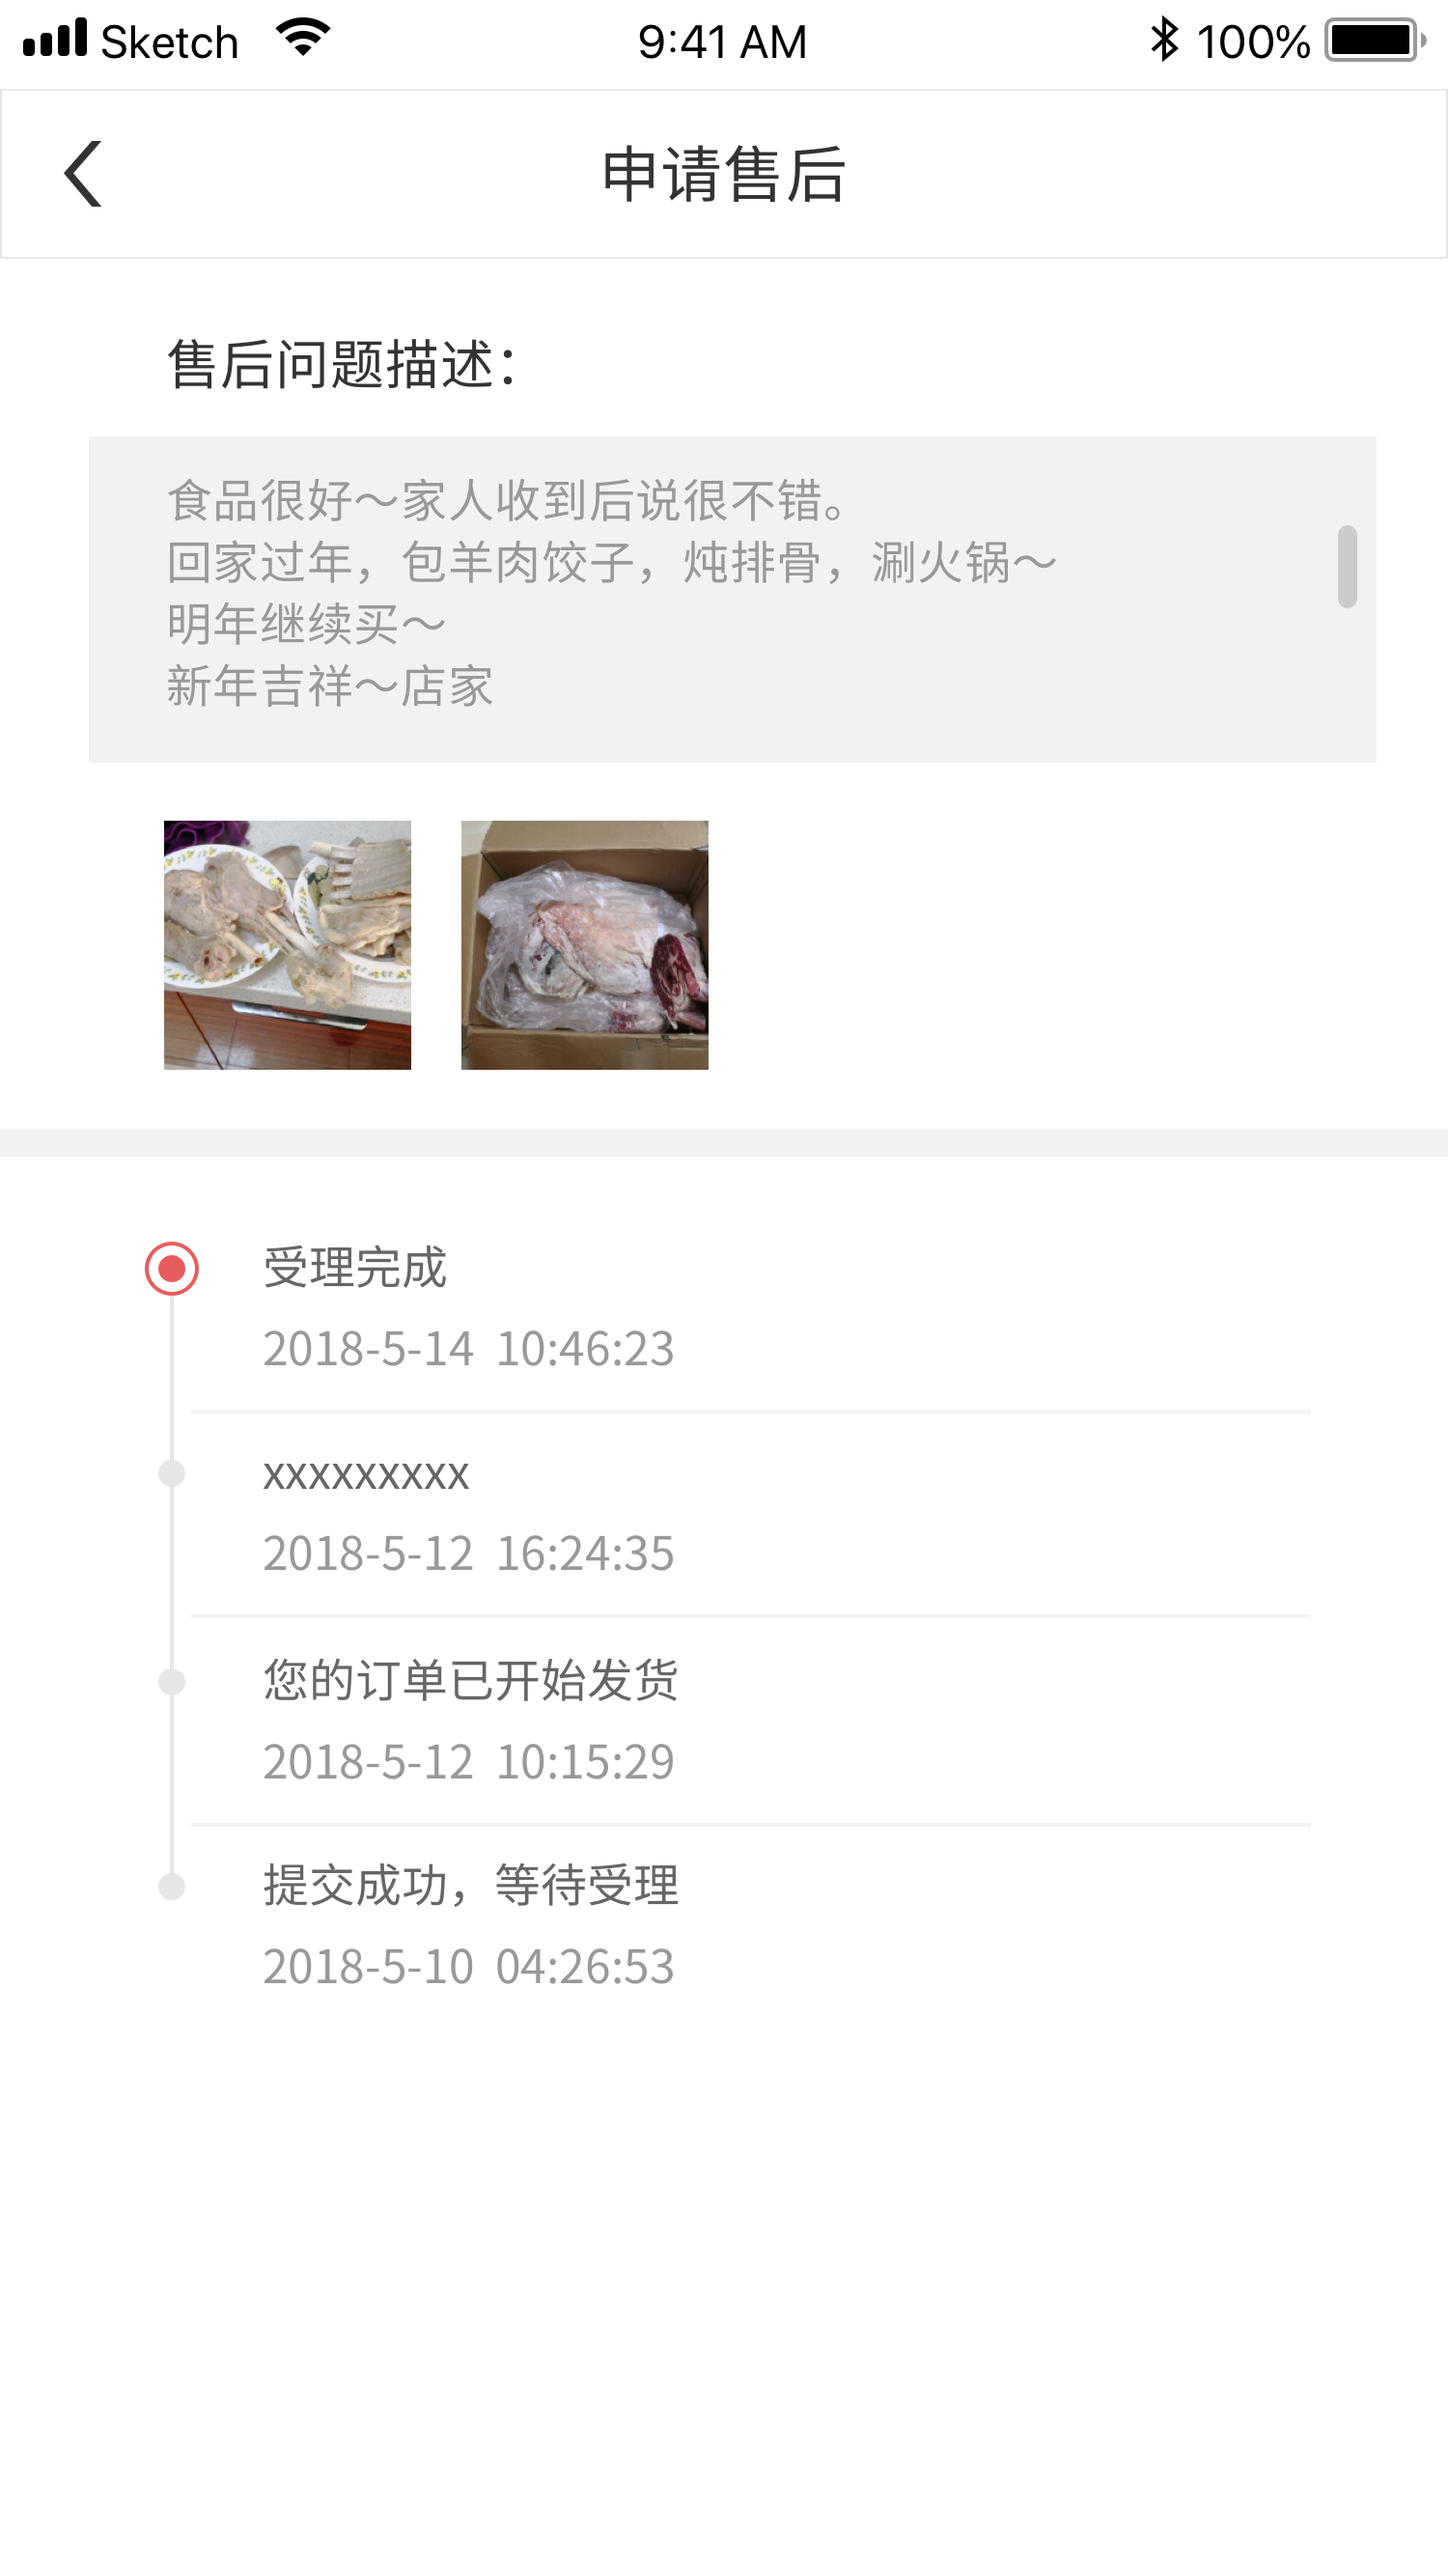 Sketch 9:41 AM 100%
申请售后
售后问题描述：
食品很好～家人收到后说很不错。
回家过年，包羊肉饺子，炖排骨，涮火锅～
明年继续买～
新年吉祥～店家
受理完成
2018-5-14 10:46:23
xxxxxxxxx
2018-5-12 16:24:35
您的订单已开始发货
2018-5-12 10:15:29
提交成功，等待受理
2018-5-10 04:26:53